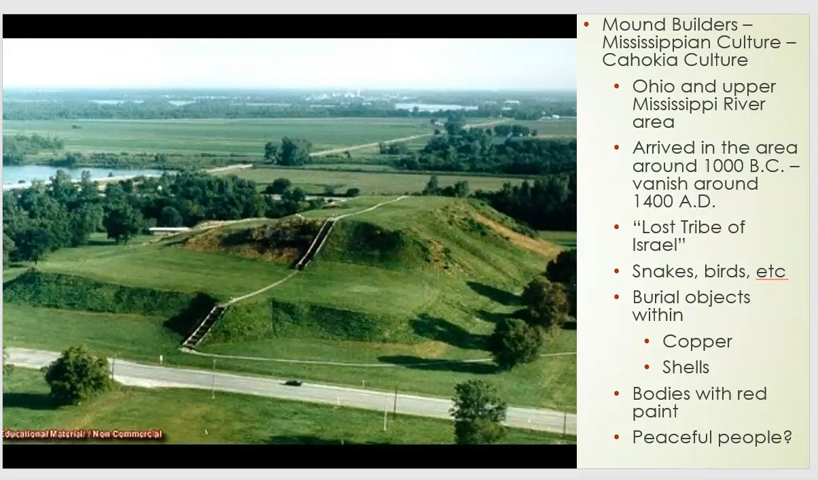 Mound Builders –
Mississippian Culture –
Cahokia Culture
Ohio and upper
Mississippi River
area
Arrived in the area
around 1000 B.C. –
vanish around
1400 A.D.
“Lost Tribe of
Israel”
Snakes, birds, etc
Burial objects
within
Copper
Shells
Bodies with red
paint
Peaceful people?
Educational Material / Non Commercial